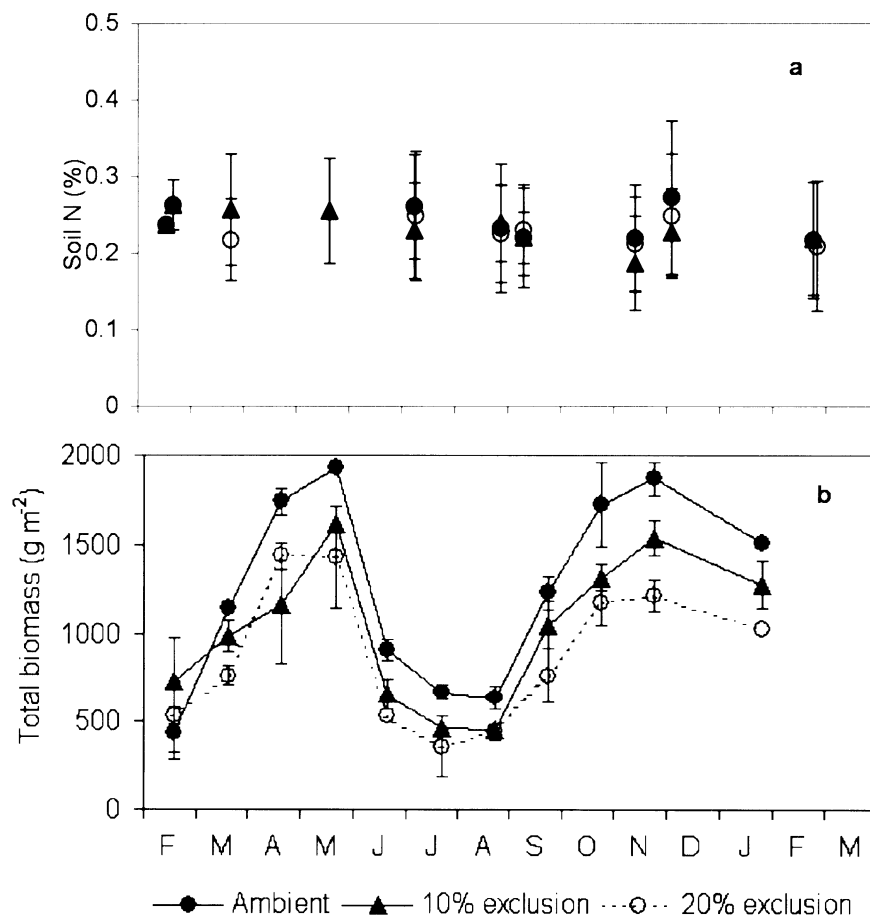 0.5
a
0.4
0.3
0.2
0.1
0
Soil N (%)
2000
b
1500
1000
500
0
Total biomass (g m⁻²)
F M A M J J A S O N D J F M
Ambient 10% exclusion 20% exclusion